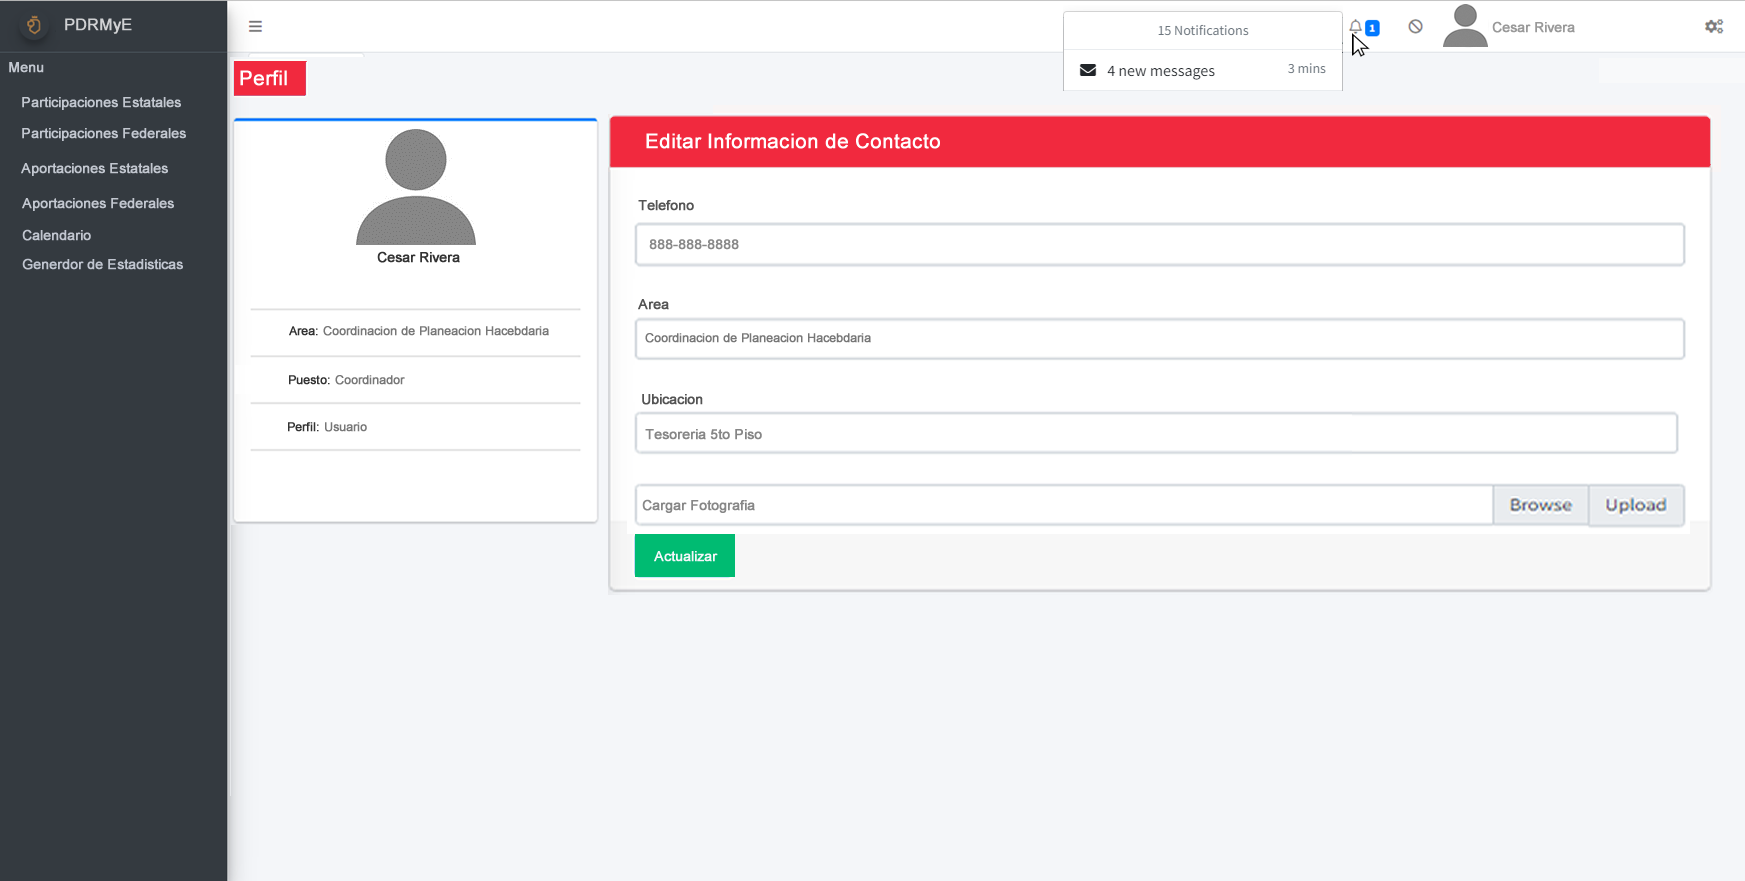 PDRMyE
15 Notifications
4 new messages
3 mins
1
Cesar Rivera
Menu
Participaciones Estatales
Participaciones Federales
Aportaciones Estatales
Aportaciones Federales
Calendario
Generdor de Estadisticas
Perfil
Cesar Rivera
Area: Coordinacion de Planeacion Hacebdaria
Puesto: Coordinador
Perfil: Usuario
Editar Informacion de Contacto
Telefono
888-888-8888
Area
Coordinacion de Planeacion Hacebdaria
Ubicacion
Tesoreria 5to Piso
Cargar Fotografia
Browse
Upload
Actualizar